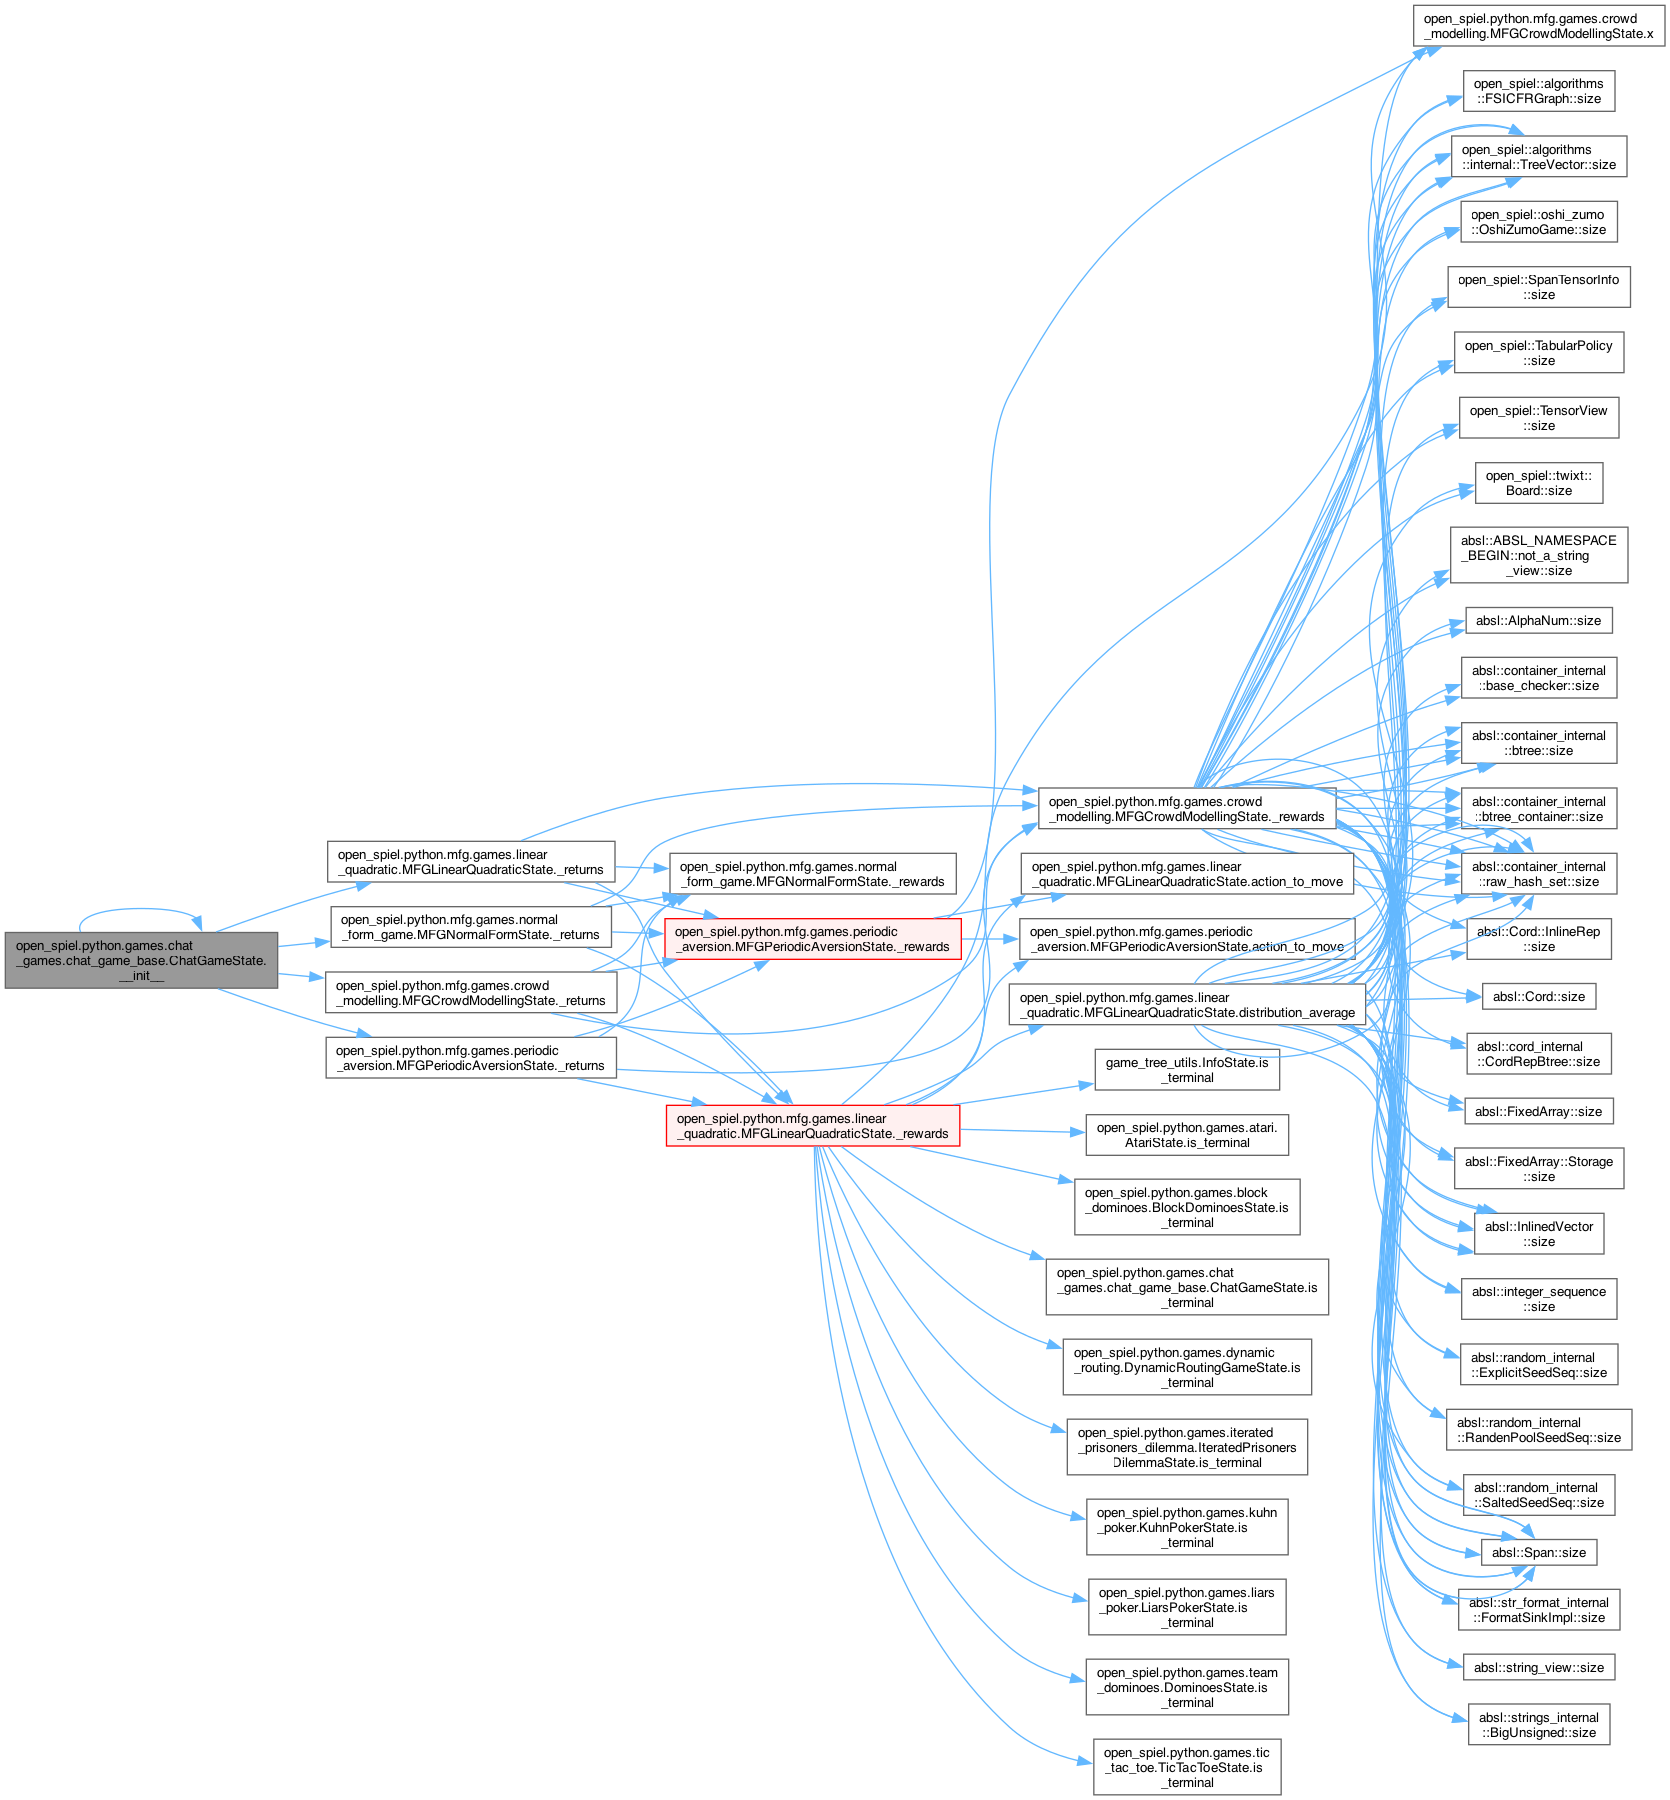 open_spiel.python.games.chat
_games.chat_game_base.ChatGameState.
__init__
open_spiel.python.mfg.games.linear
_quadratic.MFGLinearQuadraticState._returns
open_spiel.python.mfg.games.normal
_form_game.MFGNormalFormState._returns
open_spiel.python.mfg.games.crowd
_modelling.MFGCrowdModellingState._returns
open_spiel.python.mfg.games.periodic
_aversion.MFGPeriodicAversionState._returns
open_spiel.python.mfg.games.normal
_form_game.MFGNormalFormState._rewards
open_spiel.python.mfg.games.periodic
_aversion.MFGPeriodicAversionState._rewards
open_spiel.python.mfg.games.linear
_quadratic.MFGLinearQuadraticState._rewards
open_spiel.python.mfg.games.crowd
_modelling.MFGCrowdModellingState._rewards
open_spiel.python.mfg.games.linear
_quadratic.MFGLinearQuadraticState.action_to_move
open_spiel.python.mfg.games.periodic
_aversion.MFGPeriodicAversionState.action_to_move
open_spiel.python.mfg.games.linear
_quadratic.MFGLinearQuadraticState.distribution_average
game_tree_utils.InfoState.is
_terminal
open_spiel.python.games.atari.
AtariState.is_terminal
open_spiel.python.games.block
_dominoes.BlockDominoesState.is
_terminal
open_spiel.python.games.chat
_games.chat_game_base.ChatGameState.is
_terminal
open_spiel.python.games.dynamic
_routing.DynamicRoutingGameState.is
_terminal
open_spiel.python.games.iterated
_prisoners_dilemma.IteratedPrisoners
DilemmaState.is_terminal
open_spiel.python.games.kuhn
_poker.KuhnPokerState.is
_terminal
open_spiel.python.games.liars
_poker.LiarsPokerState.is
_terminal
open_spiel.python.games.team
_dominoes.DominoesState.is
_terminal
open_spiel.python.games.tic
_tac_toe.TicTacToeState.is
_terminal
open_spiel.python.mfg.games.crowd
_modelling.MFGCrowdModellingState.x
open_spiel::algorithms
::FSICFRGraph::size
open_spiel::algorithms
::internal::TreeVector::size
open_spiel::oshi_zumo
::OshiZumoGame::size
open_spiel::SpanTensorInfo
::size
open_spiel::TabularPolicy
::size
open_spiel::TensorView
::size
open_spiel::twixt::
Board::size
absl::ABSL_NAMESPACE
_BEGIN::not_a_string
_view::size
absl::AlphaNum::size
absl::container_internal
::base_checker::size
absl::container_internal
::btree::size
absl::container_internal
::btree_container::size
absl::container_internal
::raw_hash_set::size
absl::Cord::InlineRep
::size
absl::Cord::size
absl::cord_internal
::CordRepBtree::size
absl::FixedArray::size
absl::FixedArray::Storage
::size
absl::InlinedVector
::size
absl::integer_sequence
::size
absl::random_internal
::ExplicitSeedSeq::size
absl::random_internal
::RandenPoolSeedSeq::size
absl::random_internal
::SaltedSeedSeq::size
absl::Span::size
absl::str_format_internal
::FormatSinkImpl::size
absl::string_view::size
absl::strings_internal
::BigUnsigned::size